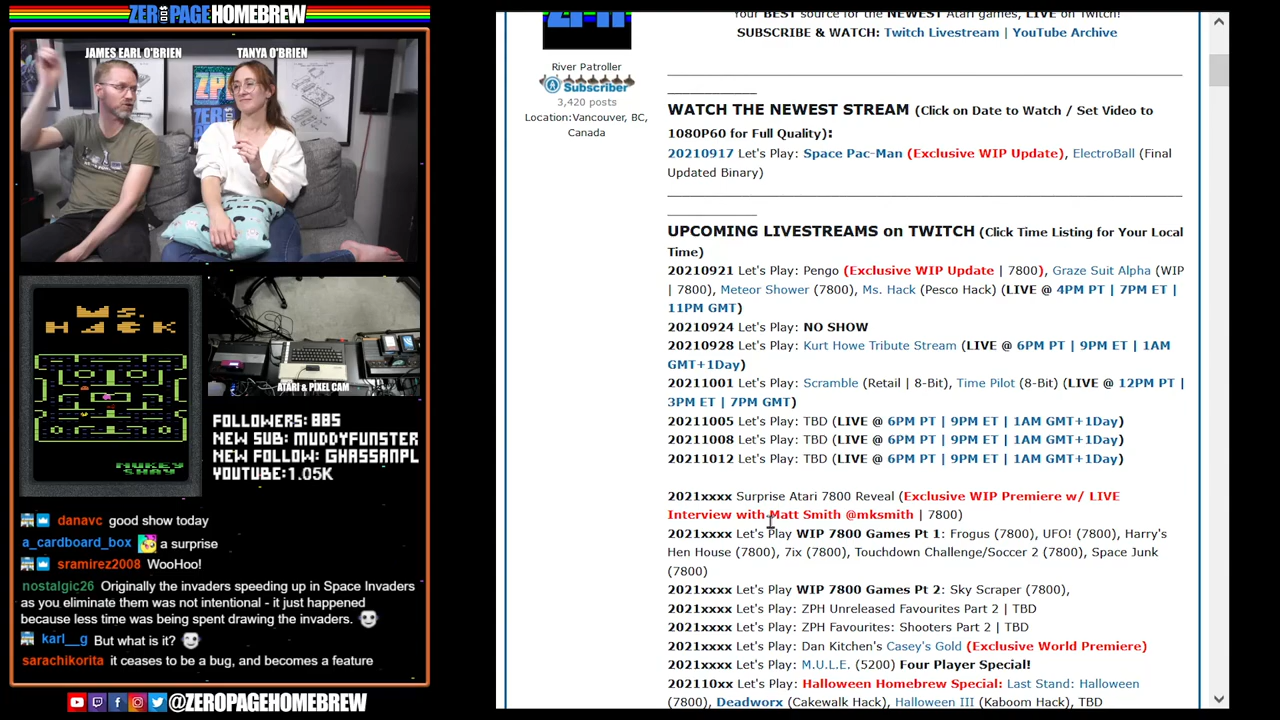 ZEROPAGEHOMEBREW
JAMES EARL O'BRIEN
TANYA O'BRIEN
MS.
HACK
NUKEY
SHAY
ATARI & PIXEL CAM
FOLLOWERS: 885
NEW SUB: MUDDYFUNSTER
NEW FOLLOW: GHASSANPL
YOUTUBE:1.05K
danavc good show today
a_cardboard_box a surprise
sramirez2008 WooHoo!
nostalgic26 Originally the invaders speeding up in Space Invaders
as you eliminate them was not intentional - it just happened
because less time was being spent drawing the invaders.
karl__g But what is it?
sarachikorita it ceases to be a bug, and becomes a feature
@ZEROPAGEHOMEBREW
River Patroller
Subscriber
3,420 posts
Location:Vancouver, BC,
Canada
Your BEST source for the NEWEST Atari games, LIVE on Twitch!
SUBSCRIBE & WATCH: Twitch Livestream | YouTube Archive
WATCH THE NEWEST STREAM (Click on Date to Watch / Set Video to
1080P60 for Full Quality):
20210917 Let's Play: Space Pac-Man (Exclusive WIP Update), ElectroBall (Final
Updated Binary)
UPCOMING LIVESTREAMS on TWITCH (Click Time Listing for Your Local
Time)
20210921 Let's Play: Pengo (Exclusive WIP Update | 7800), Graze Suit Alpha (WIP
| 7800), Meteor Shower (7800), Ms. Hack (Pesco Hack) (LIVE @ 4PM PT | 7PM ET |
11PM GMT)
20210924 Let's Play: NO SHOW
20210928 Let's Play: Kurt Howe Tribute Stream (LIVE @ 6PM PT | 9PM ET | 1AM
GMT+1Day)
20211001 Let's Play: Scramble (Retail | 8-Bit), Time Pilot (8-Bit) (LIVE @ 12PM PT |
3PM ET | 7PM GMT)
20211005 Let's Play: TBD (LIVE @ 6PM PT | 9PM ET | 1AM GMT+1Day)
20211008 Let's Play: TBD (LIVE @ 6PM PT | 9PM ET | 1AM GMT+1Day)
20211012 Let's Play: TBD (LIVE @ 6PM PT | 9PM ET | 1AM GMT+1Day)
2021xxxx Surprise Atari 7800 Reveal (Exclusive WIP Premiere w/ LIVE
Interview with Matt Smith @mksmith | 7800)
2021xxxx Let's Play WIP 7800 Games Pt 1: Frogus (7800), UFO! (7800), Harry's
Hen House (7800), 7ix (7800), Touchdown Challenge/Soccer 2 (7800), Space Junk
(7800)
2021xxxx Let's Play WIP 7800 Games Pt 2: Sky Scraper (7800),
2021xxxx Let's Play: ZPH Unreleased Favourites Part 2 | TBD
2021xxxx Let's Play: ZPH Favourites: Shooters Part 2 | TBD
2021xxxx Let's Play: Dan Kitchen's Casey's Gold (Exclusive World Premiere)
2021xxxx Let's Play: M.U.L.E. (5200) Four Player Special!
202110xx Let's Play: Halloween Homebrew Special: Last Stand: Halloween
(7800), Deadworx (Cakewalk Hack), Halloween III (Kaboom Hack), TBD